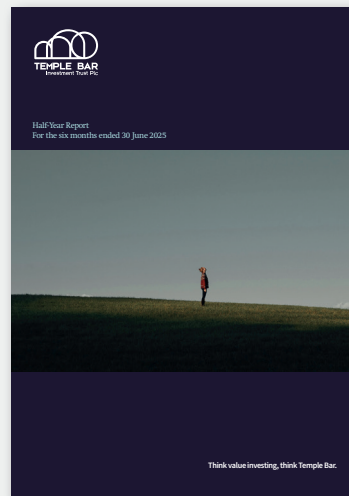 TEMPLE BAR
Investment Trust Plc
Half-Year Report
For the six months ended 30 June 2025
Think value investing, think Temple Bar.